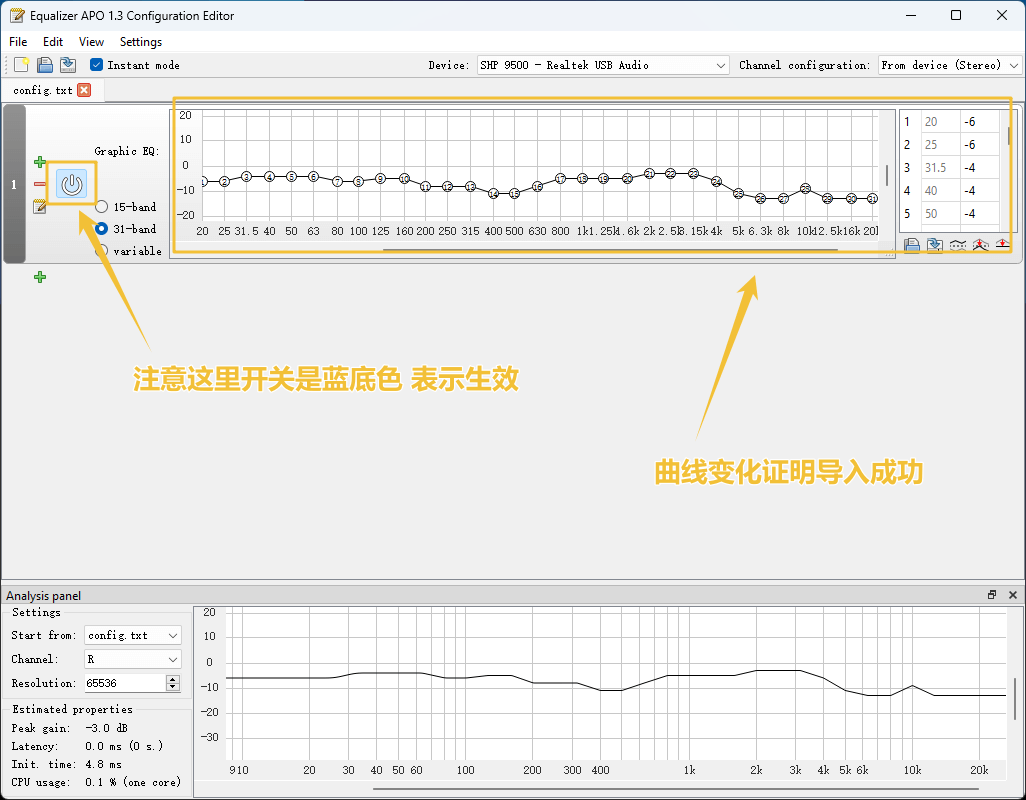 Equalizer APO 1.3 Configuration Editor
File Edit View Settings
Instant mode Device: SHP 9500 - Realtek USB Audio Channel configuration: From device (Stereo)
config.txt
1
Graphic EQ:
15-band
31-band
variable
20
10
0
-10
-20
1 2 3 4 5 6 7 8 9 10 11 12 13 14 15 16 17 18 19 20 21 22 23 24 25 26 27 28 29 30 31
20 25 31.5 40 50 63 80 100 125 160 200 250 315 400 500 630 800 1k 1.25k 1.6k 2k 2.5k 3.15k 4k 5k 6.3k 8k 10k 12.5k 16k 20k
1 20 -6
2 25 -6
3 31.5 -4
4 40 -4
5 50 -4
注意这里开关是蓝底色 表示生效
曲线变化证明导入成功
Analysis panel
Settings
Start from: config.txt
Channel: R
Resolution: 65536
Estimated properties
Peak gain: -3.0 dB
Latency: 0.0 ms (0 s.)
Init. time: 4.8 ms
CPU usage: 0.1 % (one core)
20
10
0
-10
-20
-30
9 10 20 30 40 50 60 100 200 300 400 1k 2k 3k 4k 5k 6k 10k 20k